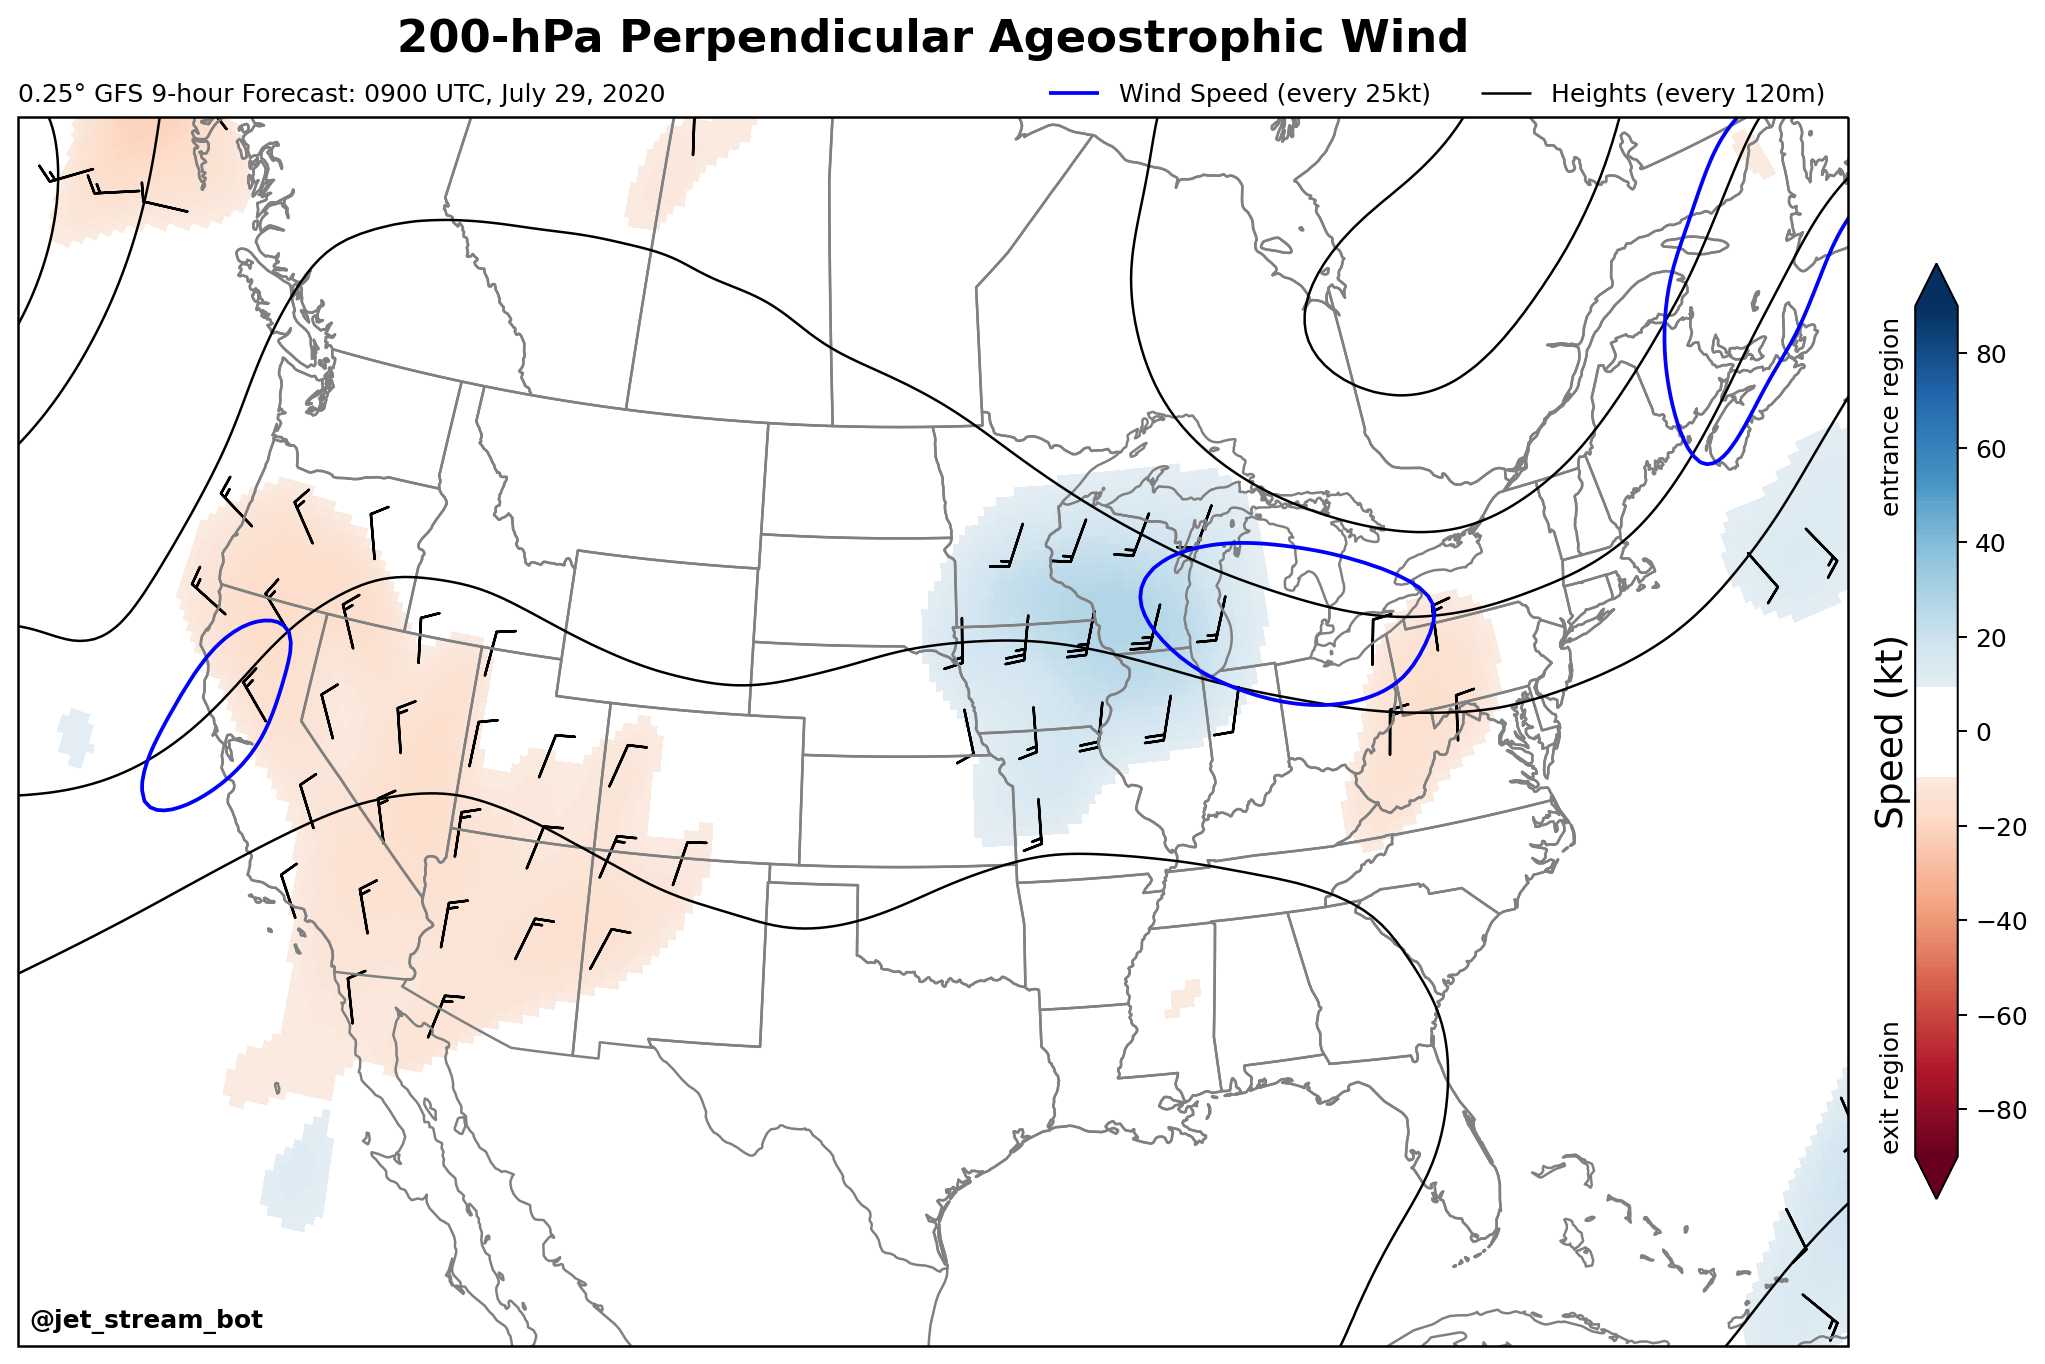 200-hPa Perpendicular Ageostrophic Wind
0.25° GFS 9-hour Forecast: 0900 UTC, July 29, 2020
Wind Speed (every 25kt)
Heights (every 120m)
entrance region
Speed (kt)
exit region
80
60
40
20
0
−20
−40
−60
−80
@jet_stream_bot